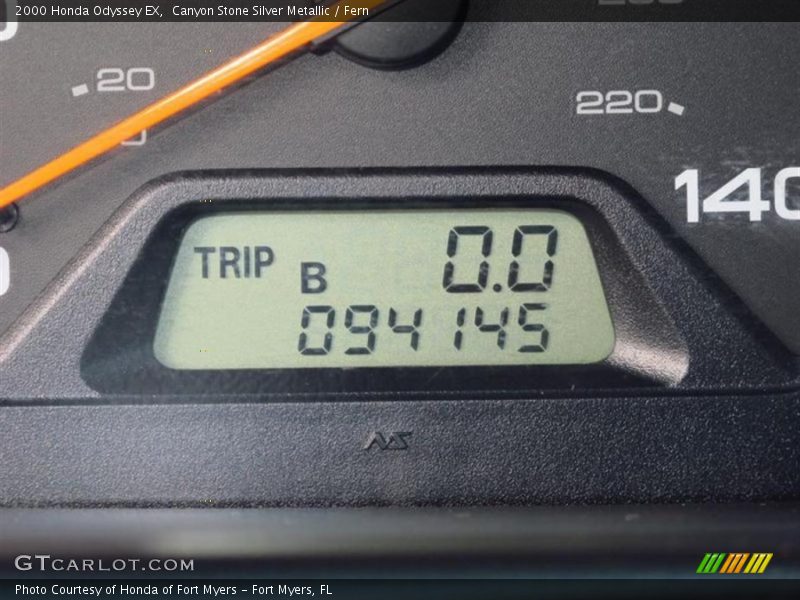 2000 Honda Odyssey EX,  Canyon Stone Silver Metallic / Fern
20
220
140
TRIP B 0.0
094145
NS
GTCARLOT.COM
Photo Courtesy of Honda of Fort Myers - Fort Myers, FL